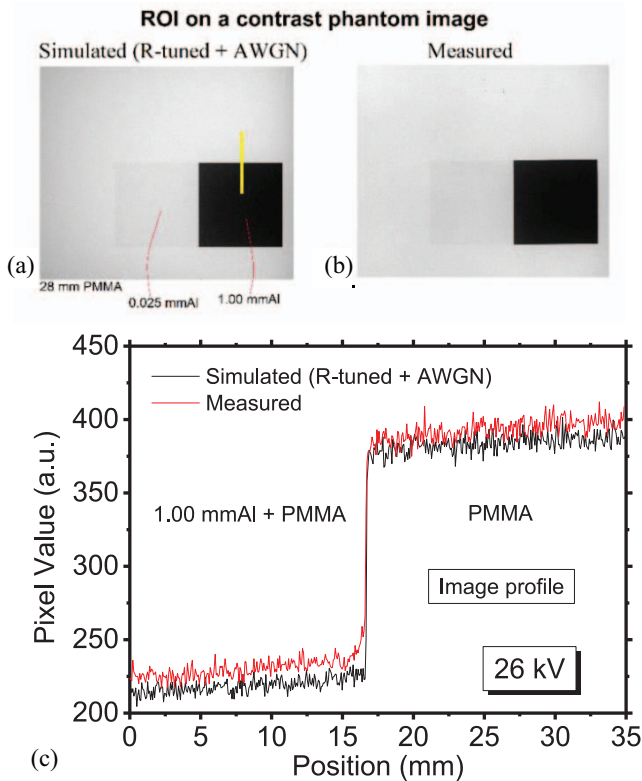 ROI on a contrast phantom image
Simulated (R-tuned + AWGN)
Measured
(a)
(b)
28 mm PMMA
0.025 mmAl
1.00 mmAl
450
400
350
300
250
200
Pixel Value (a.u.)
Simulated (R-tuned + AWGN)
Measured
1.00 mmAl + PMMA
PMMA
Image profile
26 kV
0 5 10 15 20 25 30 35
(c)
Position (mm)